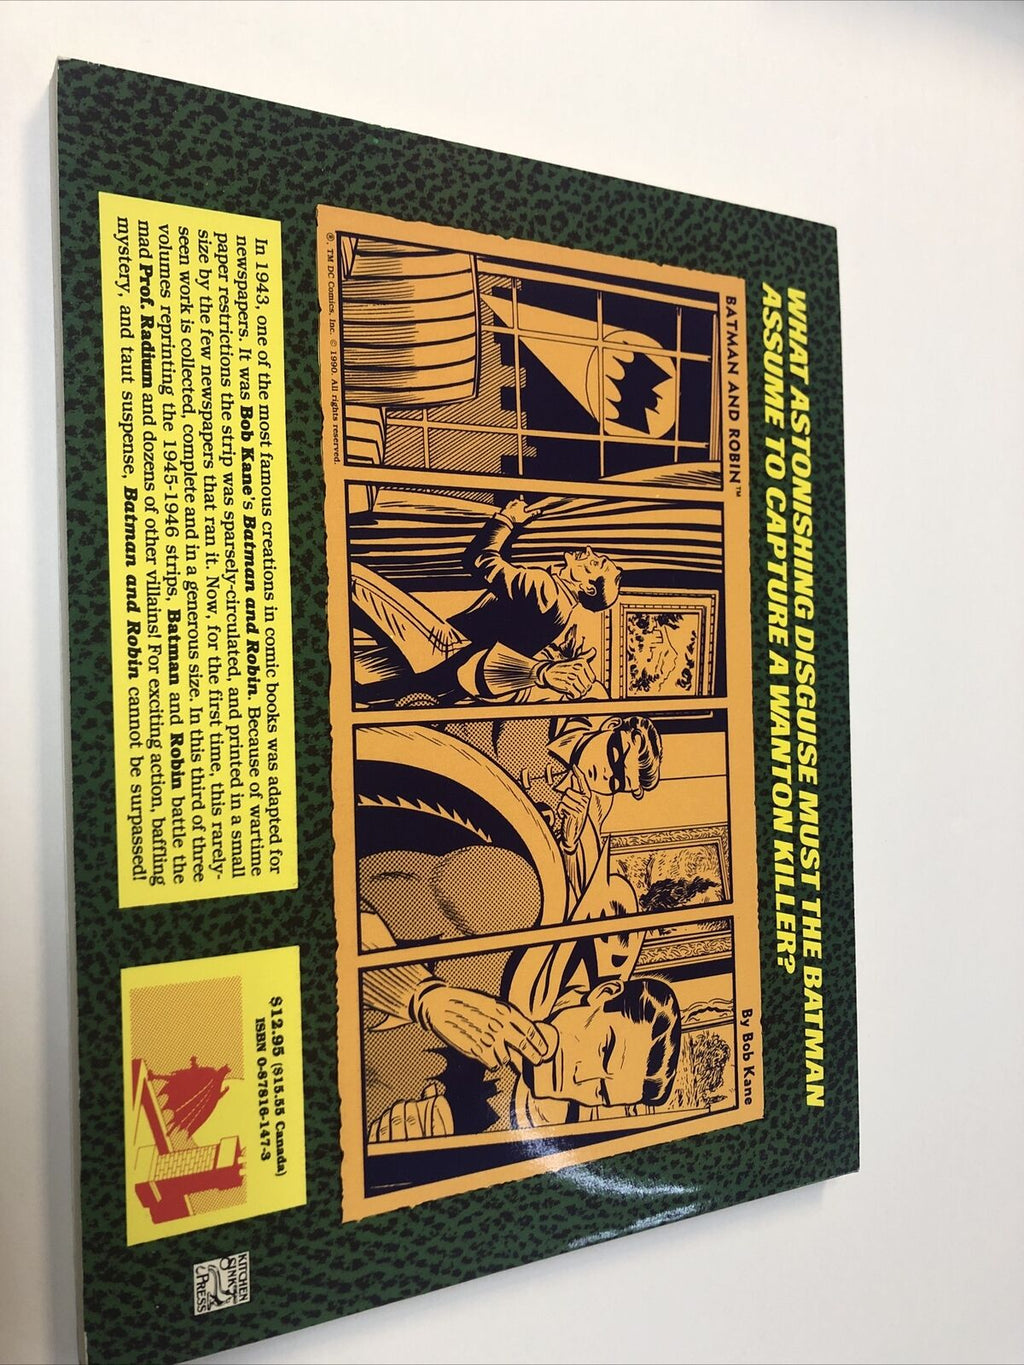 WHAT ASTONISHING DISGUISE MUST THE BATMAN
ASSUME TO CAPTURE A WANTON KILLER?
BATMAN AND ROBIN™
By Bob Kane
®, TM DC Comics, Inc. © 1990. All rights reserved.
In 1943, one of the most famous creations in comic books was adapted for
newspapers. It was Bob Kane's Batman and Robin. Because of wartime
paper restrictions the strip was sparsely-circulated, and printed in a small
size by the few newspapers that ran it. Now, for the first time, this rarely-
seen work is collected, complete and in a generous size. In this third of three
volumes reprinting the 1945-1946 strips, Batman and Robin battle the
mad Prof. Radium and dozens of other villains! For exciting action, baffling
mystery, and taut suspense, Batman and Robin cannot be surpassed!
$12.95 ($15.55 Canada)
ISBN 0-87816-147-3
KITCHEN
SINK
PRESS